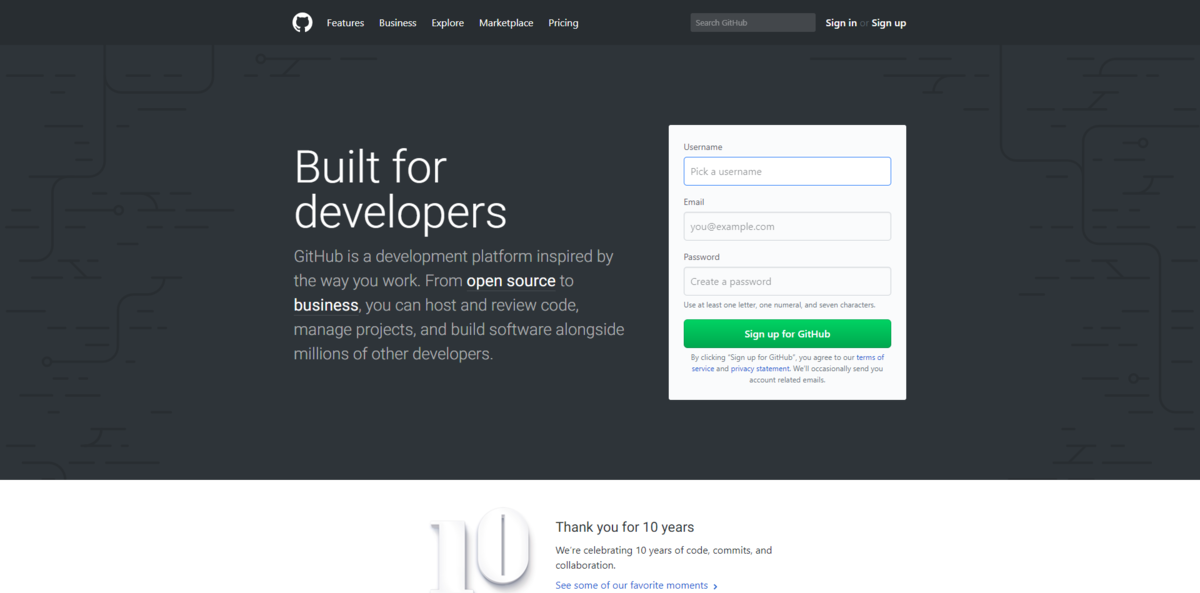 Features Business Explore Marketplace Pricing Search GitHub Sign in or Sign up
Built for
developers
GitHub is a development platform inspired by
the way you work. From open source to
business, you can host and review code,
manage projects, and build software alongside
millions of other developers.
Username
Pick a username
Email
you@example.com
Password
Create a password
Use at least one letter, one numeral, and seven characters.
Sign up for GitHub
By clicking "Sign up for GitHub", you agree to our terms of
service and privacy statement. We'll occasionally send you
account related emails.
10
Thank you for 10 years
We're celebrating 10 years of code, commits, and
collaboration.
See some of our favorite moments